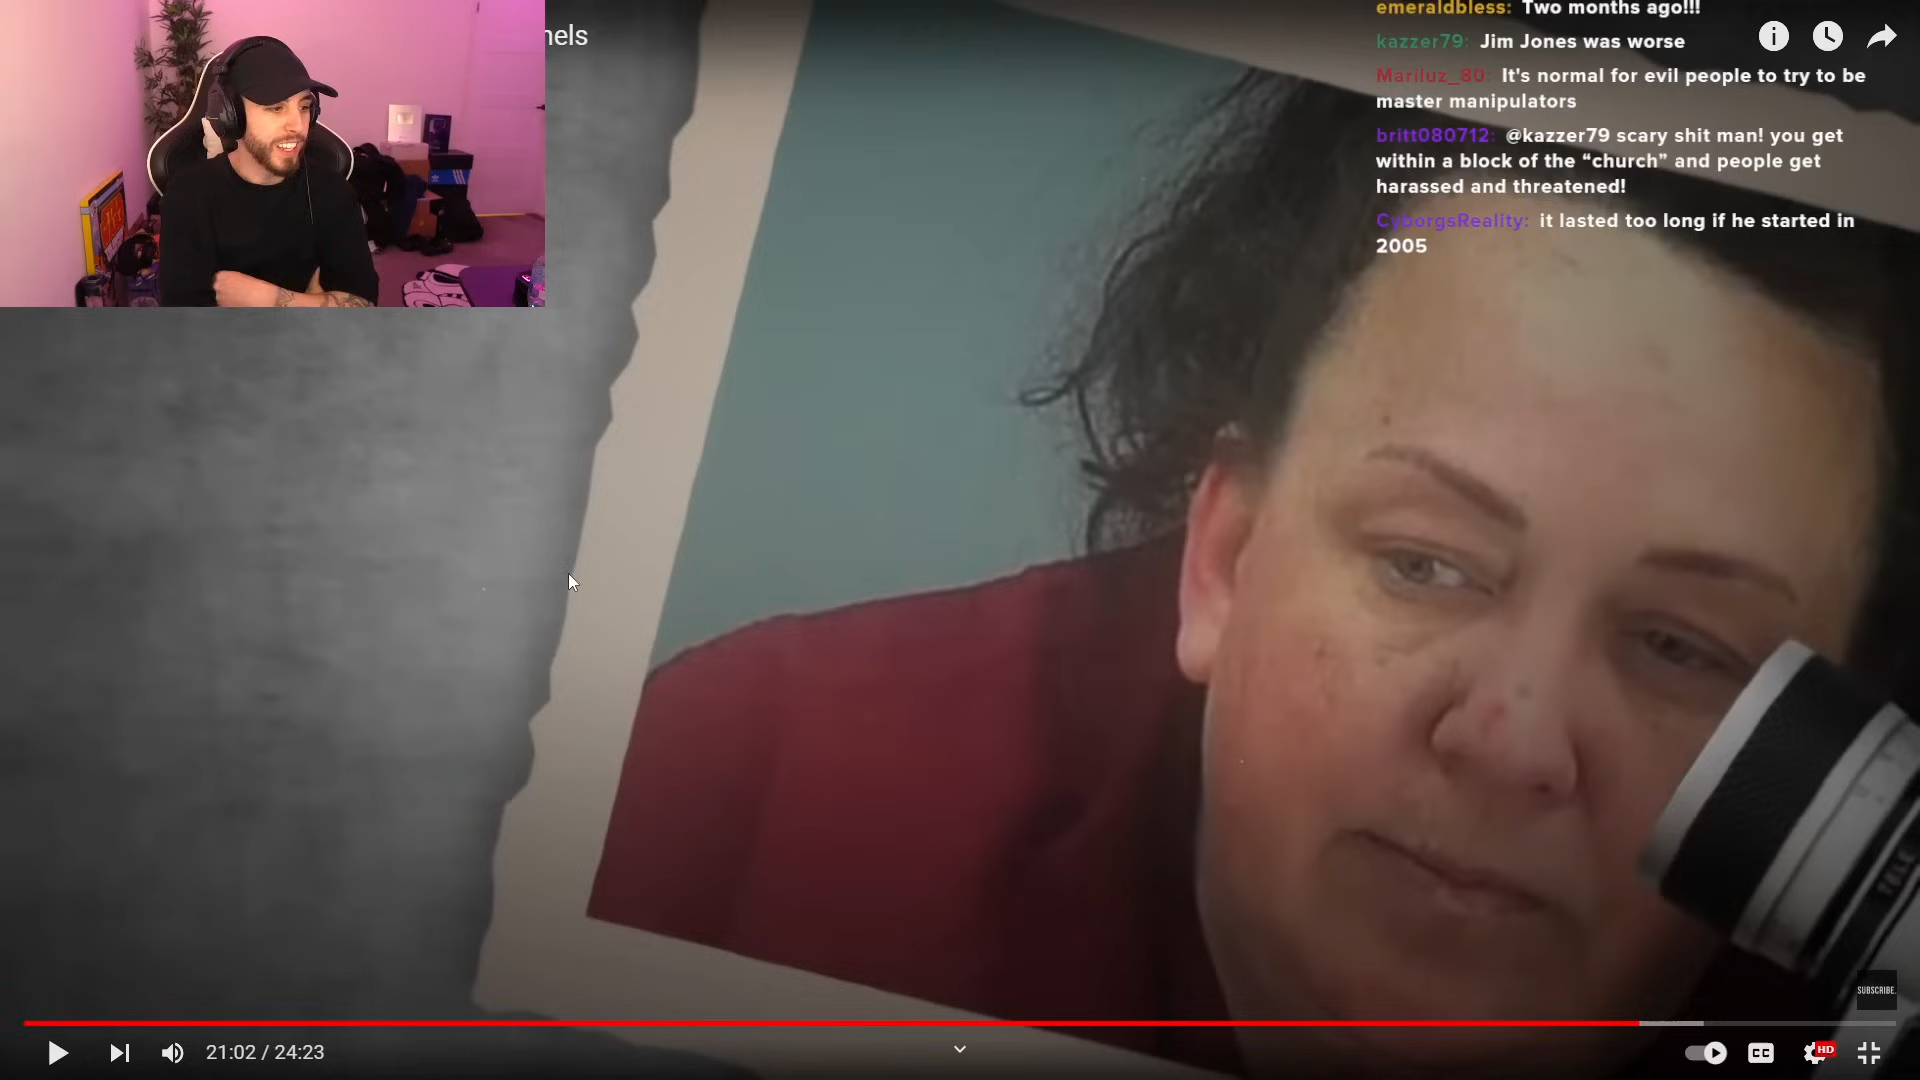 nels
emeraldbless: Two months ago!!!
kazzer79: Jim Jones was worse
Mariluz_80: It's normal for evil people to try to be
master manipulators
britt080712: @kazzer79 scary shit man! you get
within a block of the “church” and people get
harassed and threatened!
CyborgsReality: it lasted too long if he started in
2005
TELE
SUBSCRIBE.
21:02 / 24:23
CC
HD